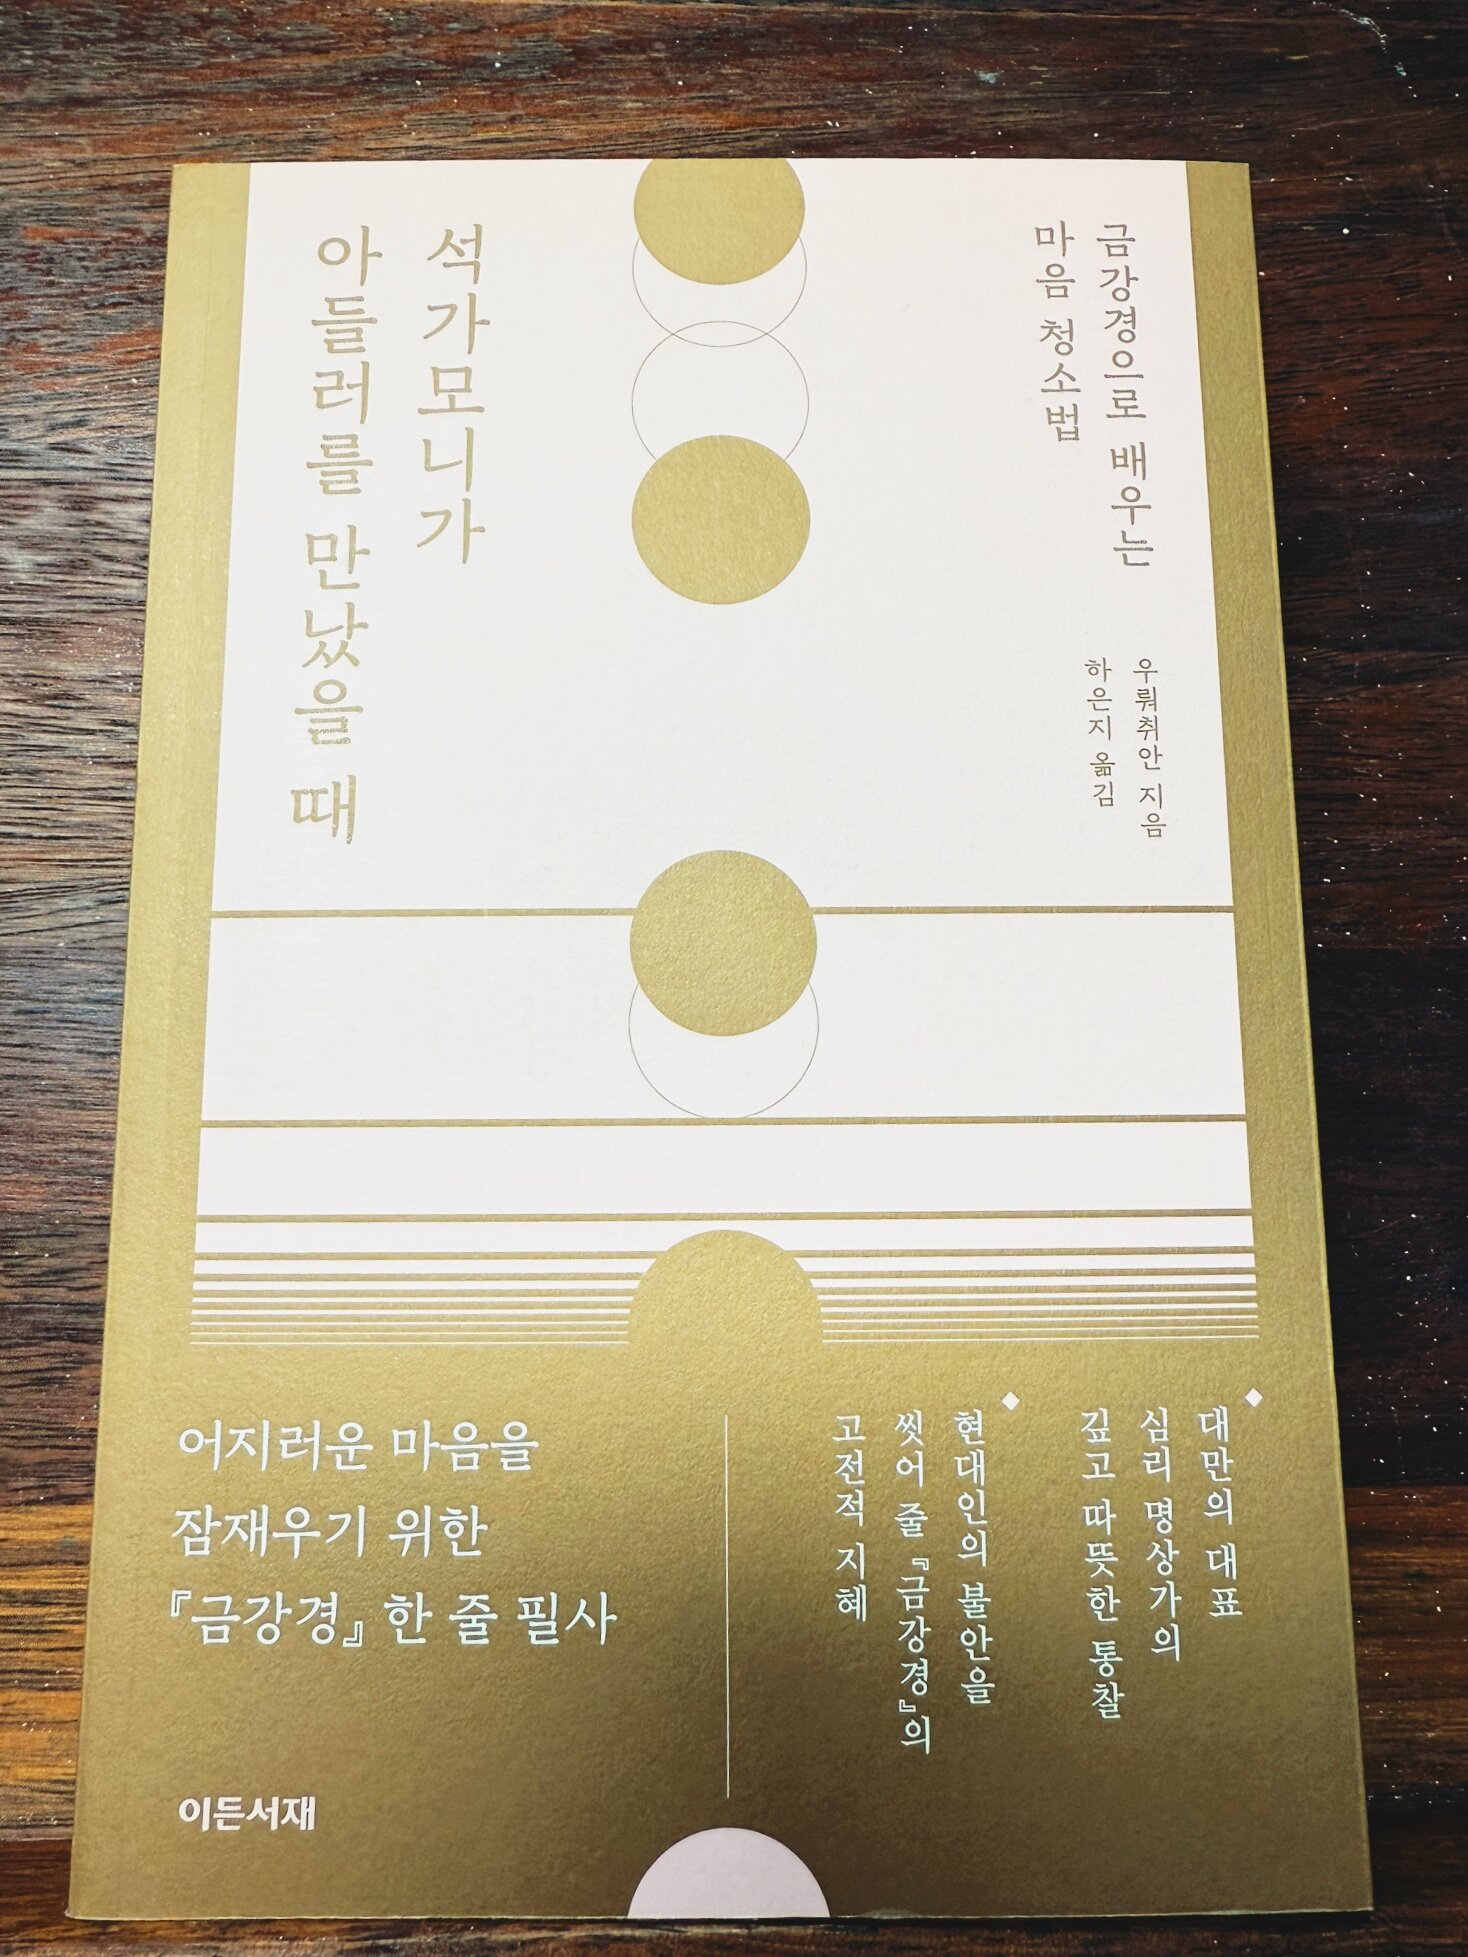 금강경으로 배우는
마음 청소법
우뤄취안 지음
하은지 옮김
석가모니가
아들러를 만났을 때
대만의 대표
심리 명상가의
깊고 따뜻한 통찰
현대인의 불안을
씻어 줄 『금강경』의
고전적 지혜
어지러운 마음을
잠재우기 위한
『금강경』 한 줄 필사
이든서재